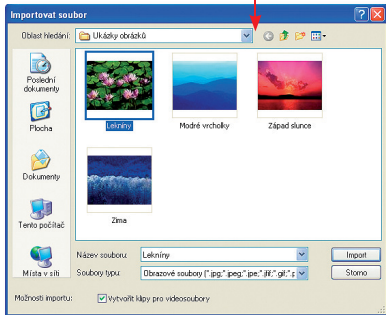 Importovat soubor
Oblast hledání: Ukázky obrázků
Poslední dokumenty
Plocha
Dokumenty
Tento počítač
Místa v síti
Lekníny
Modré vrcholky
Západ slunce
Zima
Název souboru: Lekníny
Import
Soubory typu: Obrazové soubory (*.jpg;*.jpeg;*.jpe;*.jfif;*.gif;*.p
Storno
Možnosti importu: Vytvořit klipy pro videosoubory